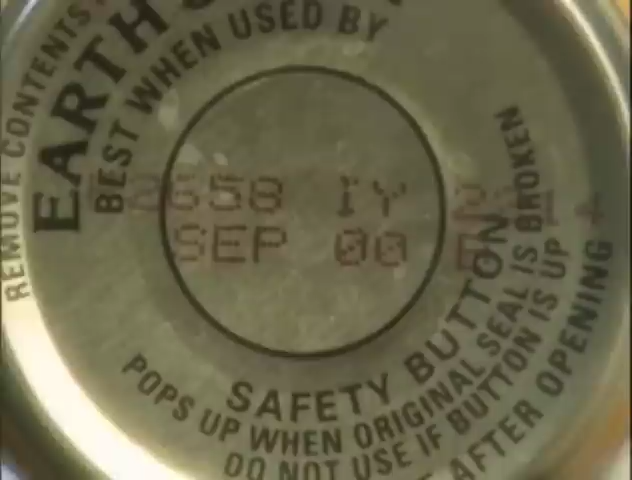 REMOVE CONTENTS
EARTH'S
BEST WHEN USED BY
2658 IY
SEP 00
SAFETY BUTTON
POPS UP WHEN ORIGINAL SEAL IS BROKEN
DO NOT USE IF BUTTON IS UP
AFTER OPENING